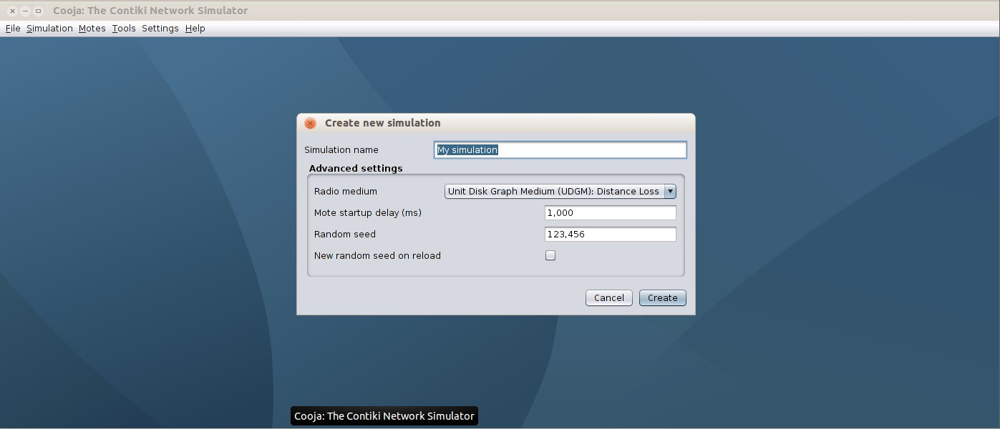 Cooja: The Contiki Network Simulator
File Simulation Motes Tools Settings Help
Create new simulation
Simulation name My simulation
Advanced settings
Radio medium Unit Disk Graph Medium (UDGM): Distance Loss
Mote startup delay (ms) 1,000
Random seed 123,456
New random seed on reload
Cancel Create
Cooja: The Contiki Network Simulator